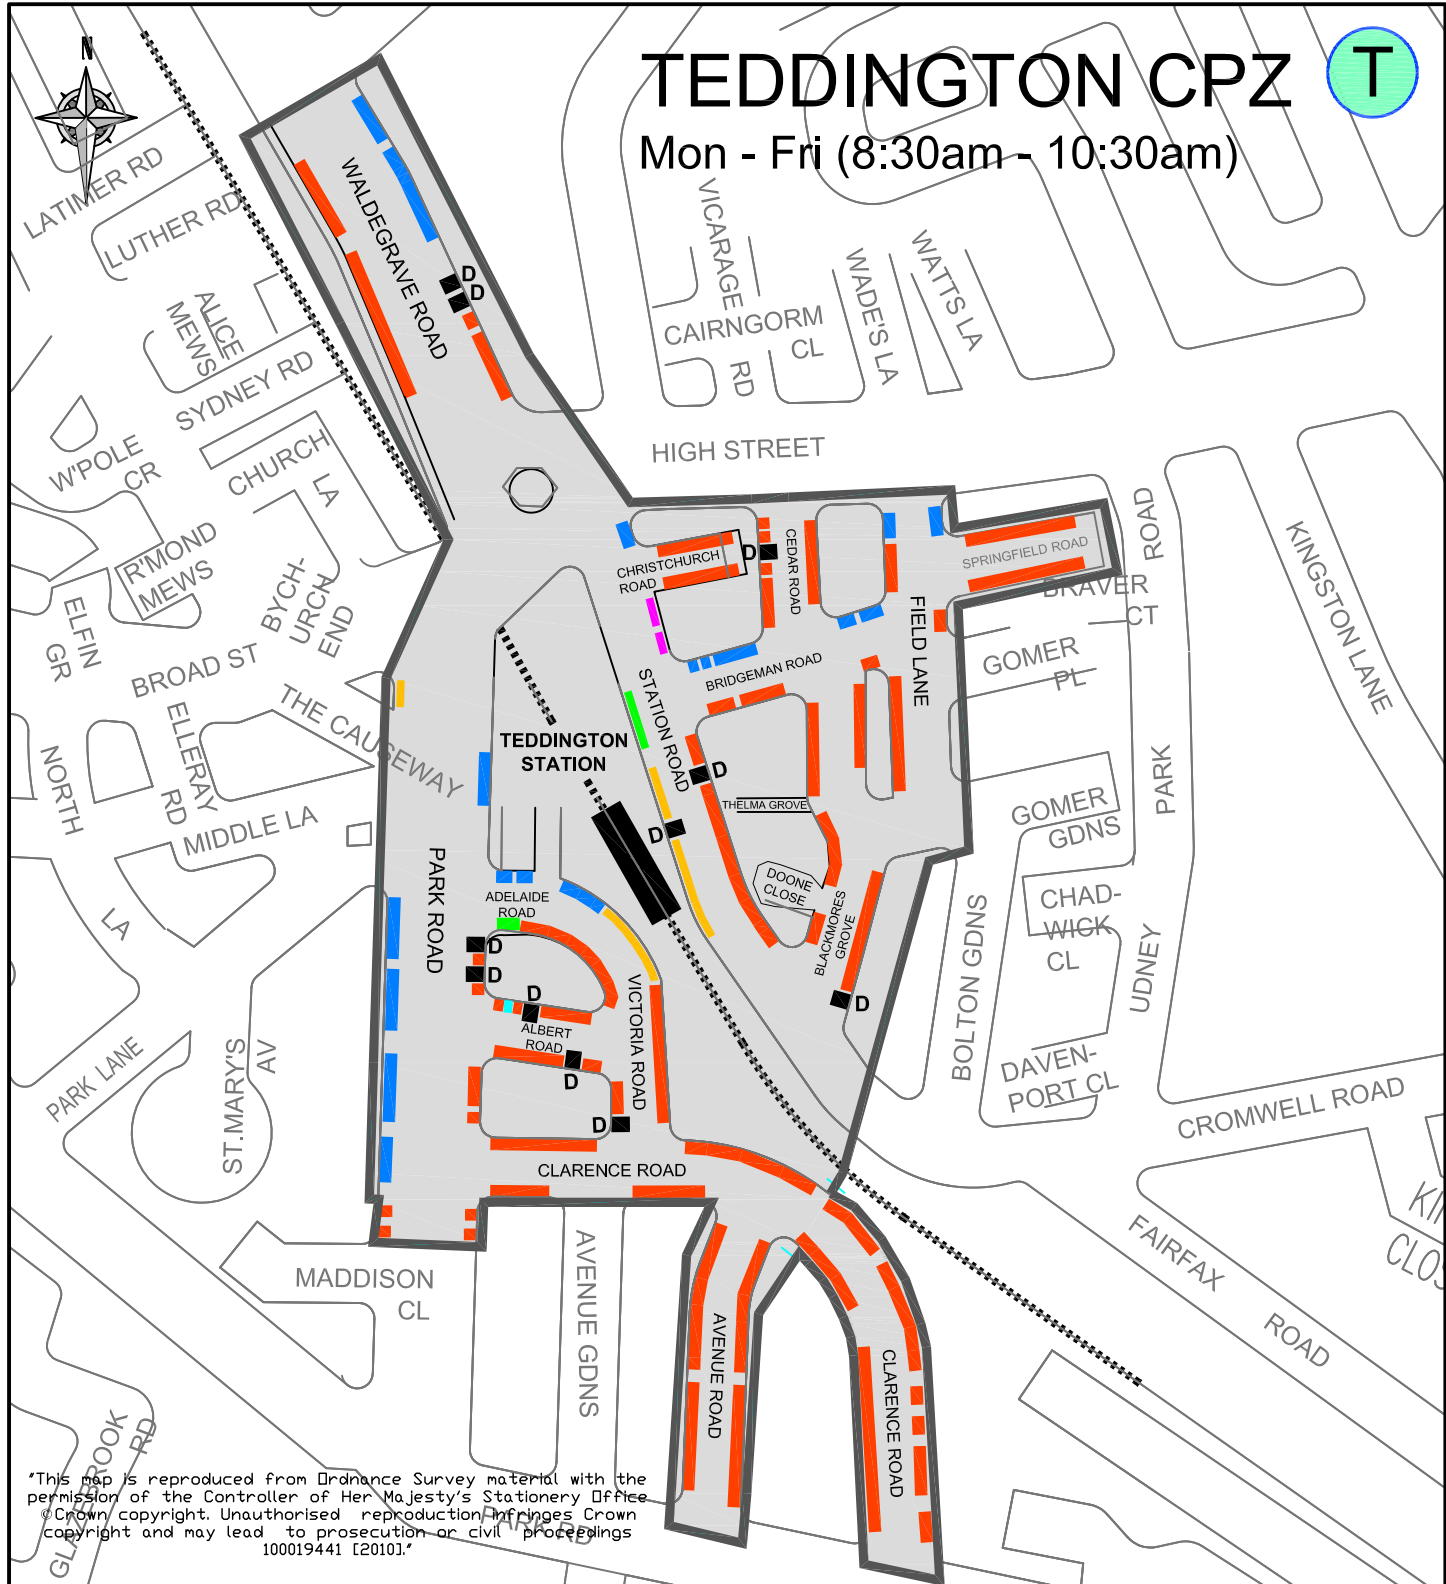 TEDDINGTON CPZ
T
Mon - Fri (8:30am - 10:30am)
N
LATIMER RD
LUTHER RD
ALICE
MEWS
SYDNEY RD
W'POLE
CR
CHURCH
LA
R'MOND
MEWS
BYCH-
URCH
END
ELFIN
GR
BROAD ST
THE CAUSEWAY
ELLERAY
RD
NORTH
LA
MIDDLE LA
PARK LANE
ST.MARY'S
AV
MADDISON
CL
GLAZEBROOK
RD
PARK RD
AVENUE GDNS
WALDEGRAVE ROAD
D
D
VICARAGE
RD
CAIRNGORM
CL
WADE'S LA
WATTS LA
HIGH STREET
CHRISTCHURCH
ROAD
D
CEDAR ROAD
SPRINGFIELD ROAD
FIELD LANE
BRIDGEMAN ROAD
STATION ROAD
D
D
TEDDINGTON
STATION
THELMA GROVE
DOONE
CLOSE
BLACKMORES
GROVE
D
PARK ROAD
ADELAIDE
ROAD
D
D
D
ALBERT
ROAD
D
D
VICTORIA ROAD
CLARENCE ROAD
AVENUE ROAD
CLARENCE ROAD
BRAVER
CT
GOMER
PL
GOMER
GDNS
CHAD-
WICK
CL
DAVEN-
PORT CL
BOLTON GDNS
UDNEY
PARK
ROAD
KINGSTON LANE
CROMWELL ROAD
FAIRFAX
ROAD
KI
CLOS
"This map is reproduced from Ordnance Survey material with the
permission of the Controller of Her Majesty's Stationery Office
©Crown copyright. Unauthorised reproduction infringes Crown
copyright and may lead to prosecution or civil proceedings
100019441 [2010]."